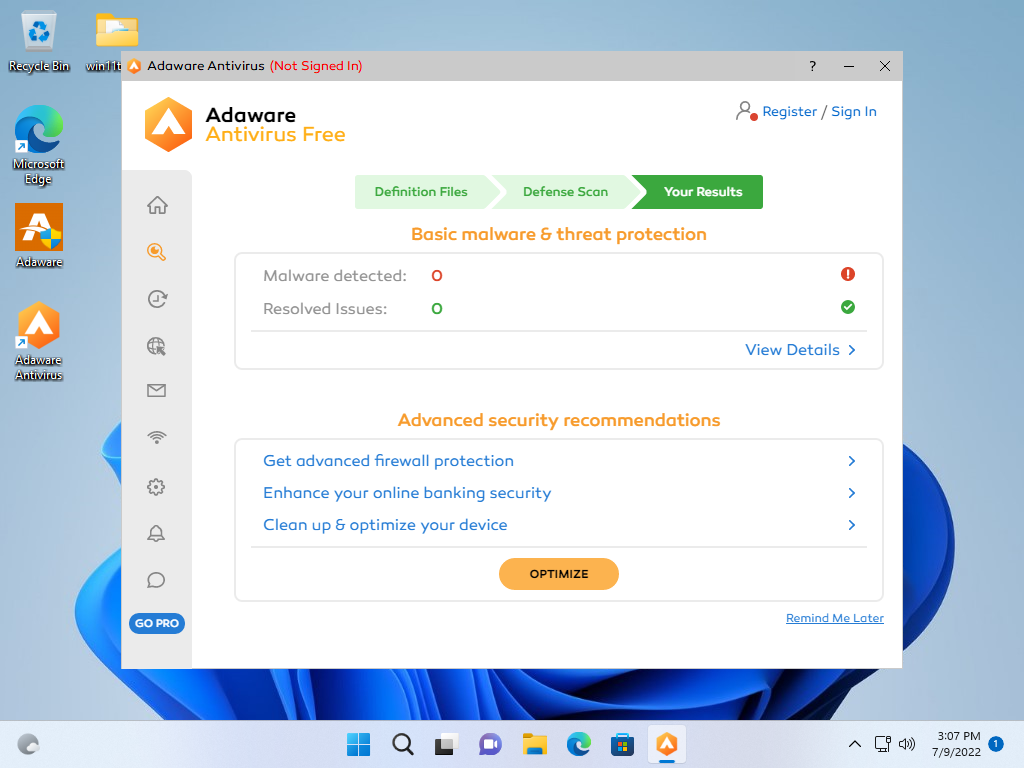 Recycle Bin
win11t
Microsoft
Edge
Adaware
Adaware
Antivirus
Adaware Antivirus (Not Signed In)
?
Adaware
Antivirus Free
Register / Sign In
Definition Files
Defense Scan
Your Results
Basic malware & threat protection
Malware detected: 0
Resolved Issues: 0
View Details
Advanced security recommendations
Get advanced firewall protection
Enhance your online banking security
Clean up & optimize your device
OPTIMIZE
Remind Me Later
GO PRO
3:07 PM
7/9/2022
1